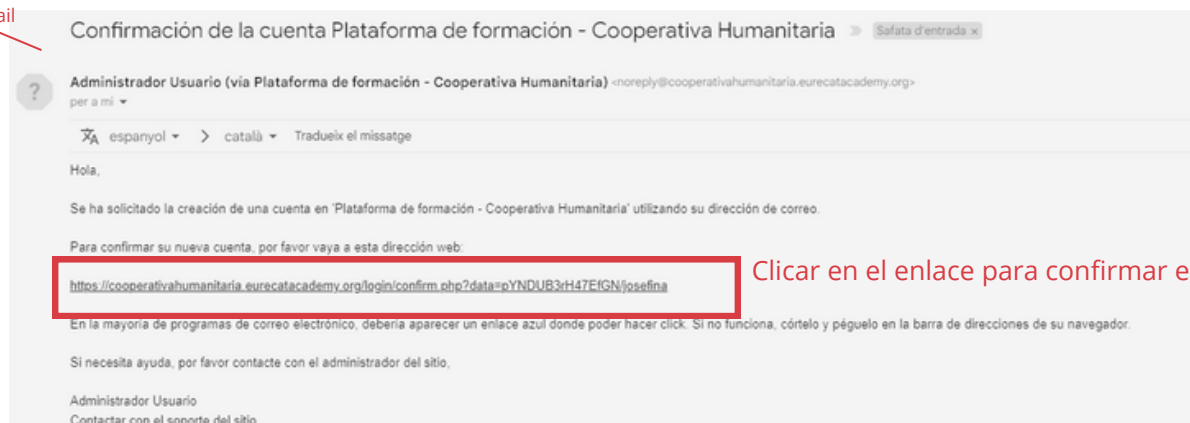 ail
Confirmación de la cuenta Plataforma de formación - Cooperativa Humanitaria Safata d'entrada x
Administrador Usuario (vía Plataforma de formación - Cooperativa Humanitaria) <noreply@cooperativahumanitaria.eurecatacademy.org>
?
per a mi
espanyol > català Tradueix el missatge
Hola,
Se ha solicitado la creación de una cuenta en 'Plataforma de formación - Cooperativa Humanitaria' utilizando su dirección de correo.
Para confirmar su nueva cuenta, por favor vaya a esta dirección web:
Clicar en el enlace para confirmar e
https://cooperativahumanitaria.eurecatacademy.org/login/confirm.php?data=pYNDUB3rH47EfGN/josefina
En la mayoría de programas de correo electrónico, debería aparecer un enlace azul donde poder hacer click. Si no funciona, córtelo y péguelo en la barra de direcciones de su navegador.
Si necesita ayuda, por favor contacte con el administrador del sitio,
Administrador Usuario
Contactar con el soporte del sitio